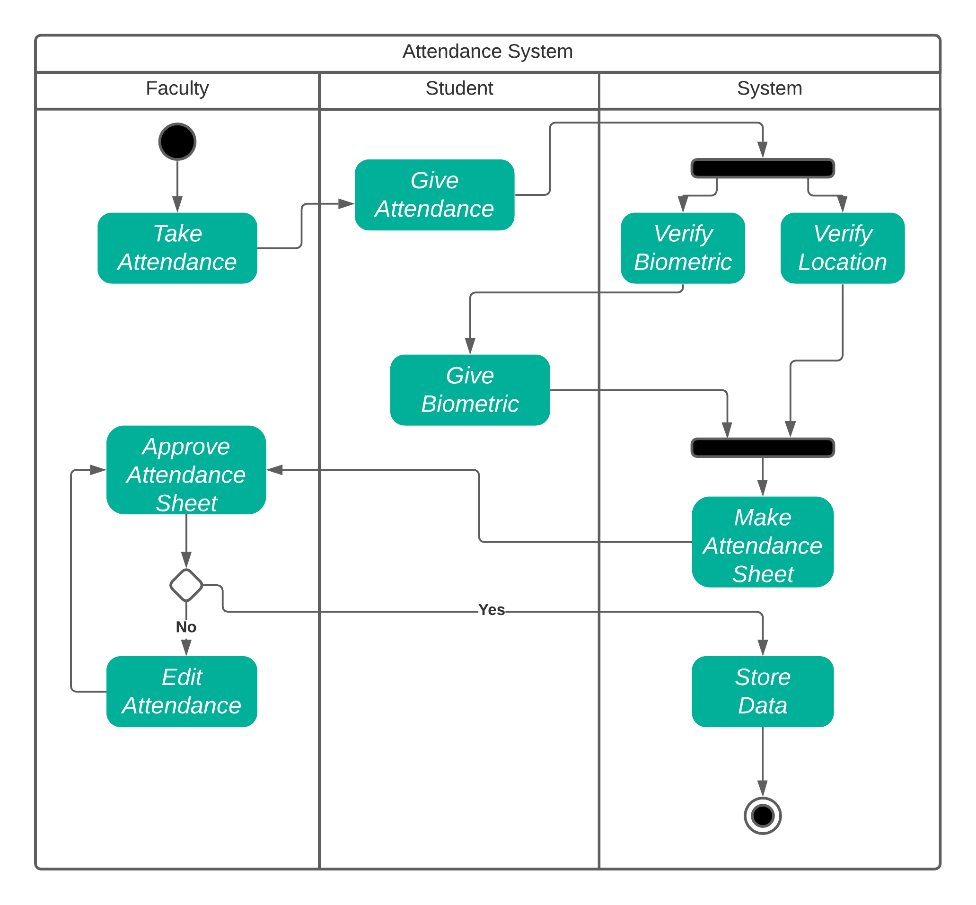 Attendance System
Faculty
Student
System
Give
Attendance
Take
Attendance
Verify
Biometric
Verify
Location
Give
Biometric
Approve
Attendance
Sheet
Make
Attendance
Sheet
Yes
No
Edit
Attendance
Store
Data